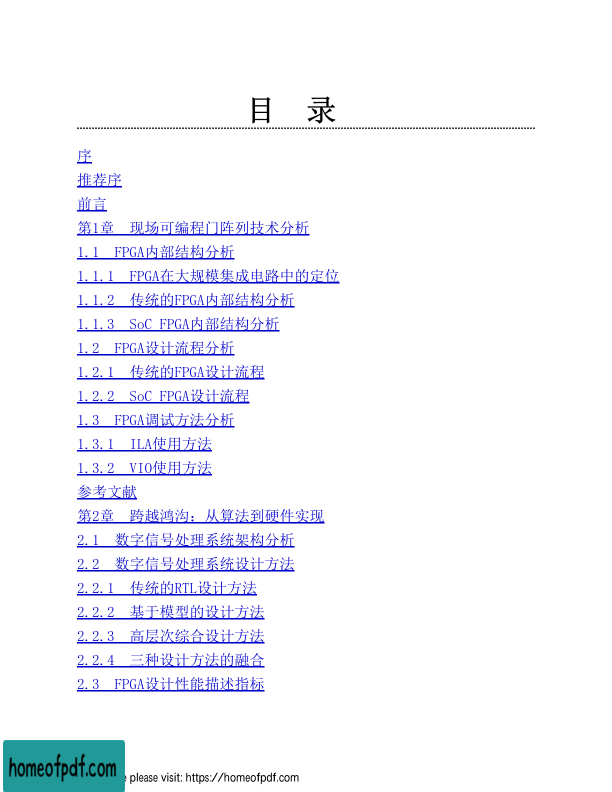 目 录
序
推荐序
前言
第1章 现场可编程门阵列技术分析
1.1 FPGA内部结构分析
1.1.1 FPGA在大规模集成电路中的定位
1.1.2 传统的FPGA内部结构分析
1.1.3 SoC FPGA内部结构分析
1.2 FPGA设计流程分析
1.2.1 传统的FPGA设计流程
1.2.2 SoC FPGA设计流程
1.3 FPGA调试方法分析
1.3.1 ILA使用方法
1.3.2 VIO使用方法
参考文献
第2章 跨越鸿沟：从算法到硬件实现
2.1 数字信号处理系统架构分析
2.2 数字信号处理系统设计方法
2.2.1 传统的RTL设计方法
2.2.2 基于模型的设计方法
2.2.3 高层次综合设计方法
2.2.4 三种设计方法的融合
2.3 FPGA设计性能描述指标
homeofpdf.com
please visit: https://homeofpdf.com